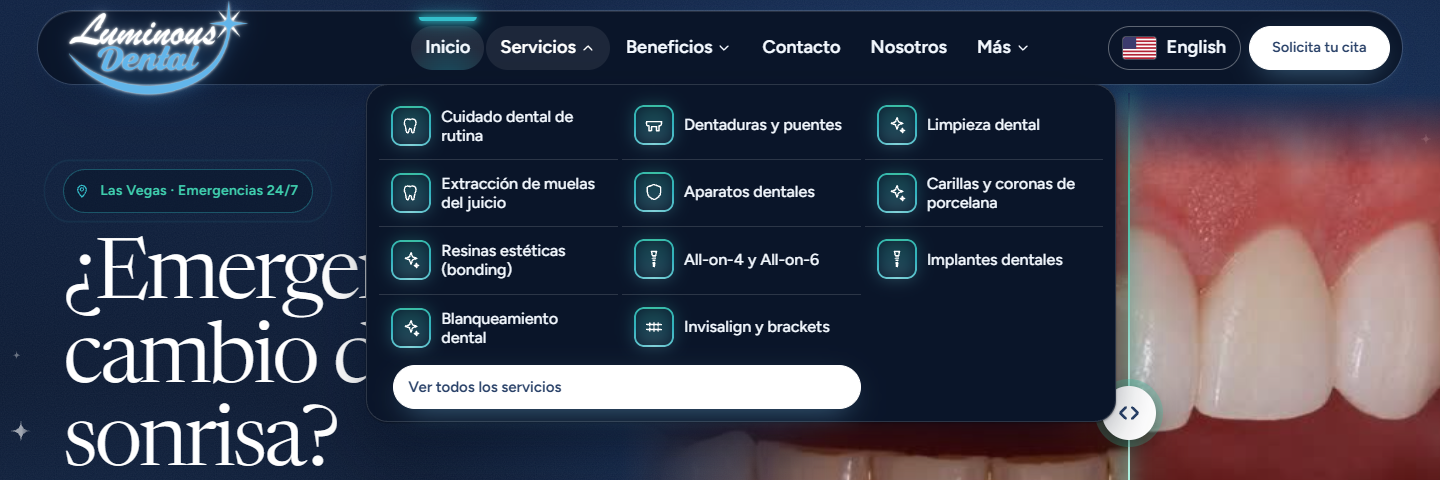 Luminous
Dental
Inicio
Servicios
Beneficios
Contacto
Nosotros
Más
English
Solicita tu cita
Cuidado dental de
rutina
Dentaduras y puentes
Limpieza dental
Extracción de muelas
del juicio
Aparatos dentales
Carillas y coronas de
porcelana
Resinas estéticas
(bonding)
All-on-4 y All-on-6
Implantes dentales
Blanqueamiento
dental
Invisalign y brackets
Ver todos los servicios
Las Vegas · Emergencias 24/7
cambio
sonrisa?